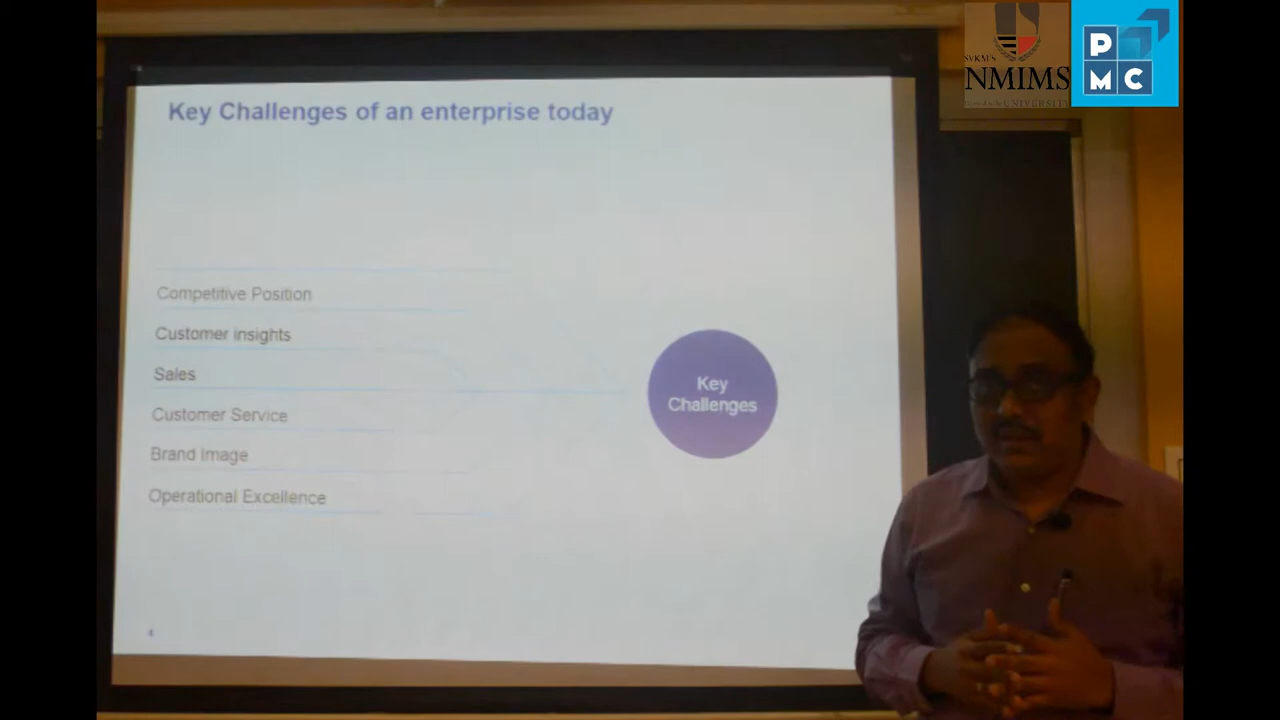 Key Challenges of an enterprise today
Competitive Position
Customer insights
Sales
Customer Service
Brand Image
Operational Excellence
Key
Challenges
SVKM'S
NMIMS
UNIVERSITY
P
M C